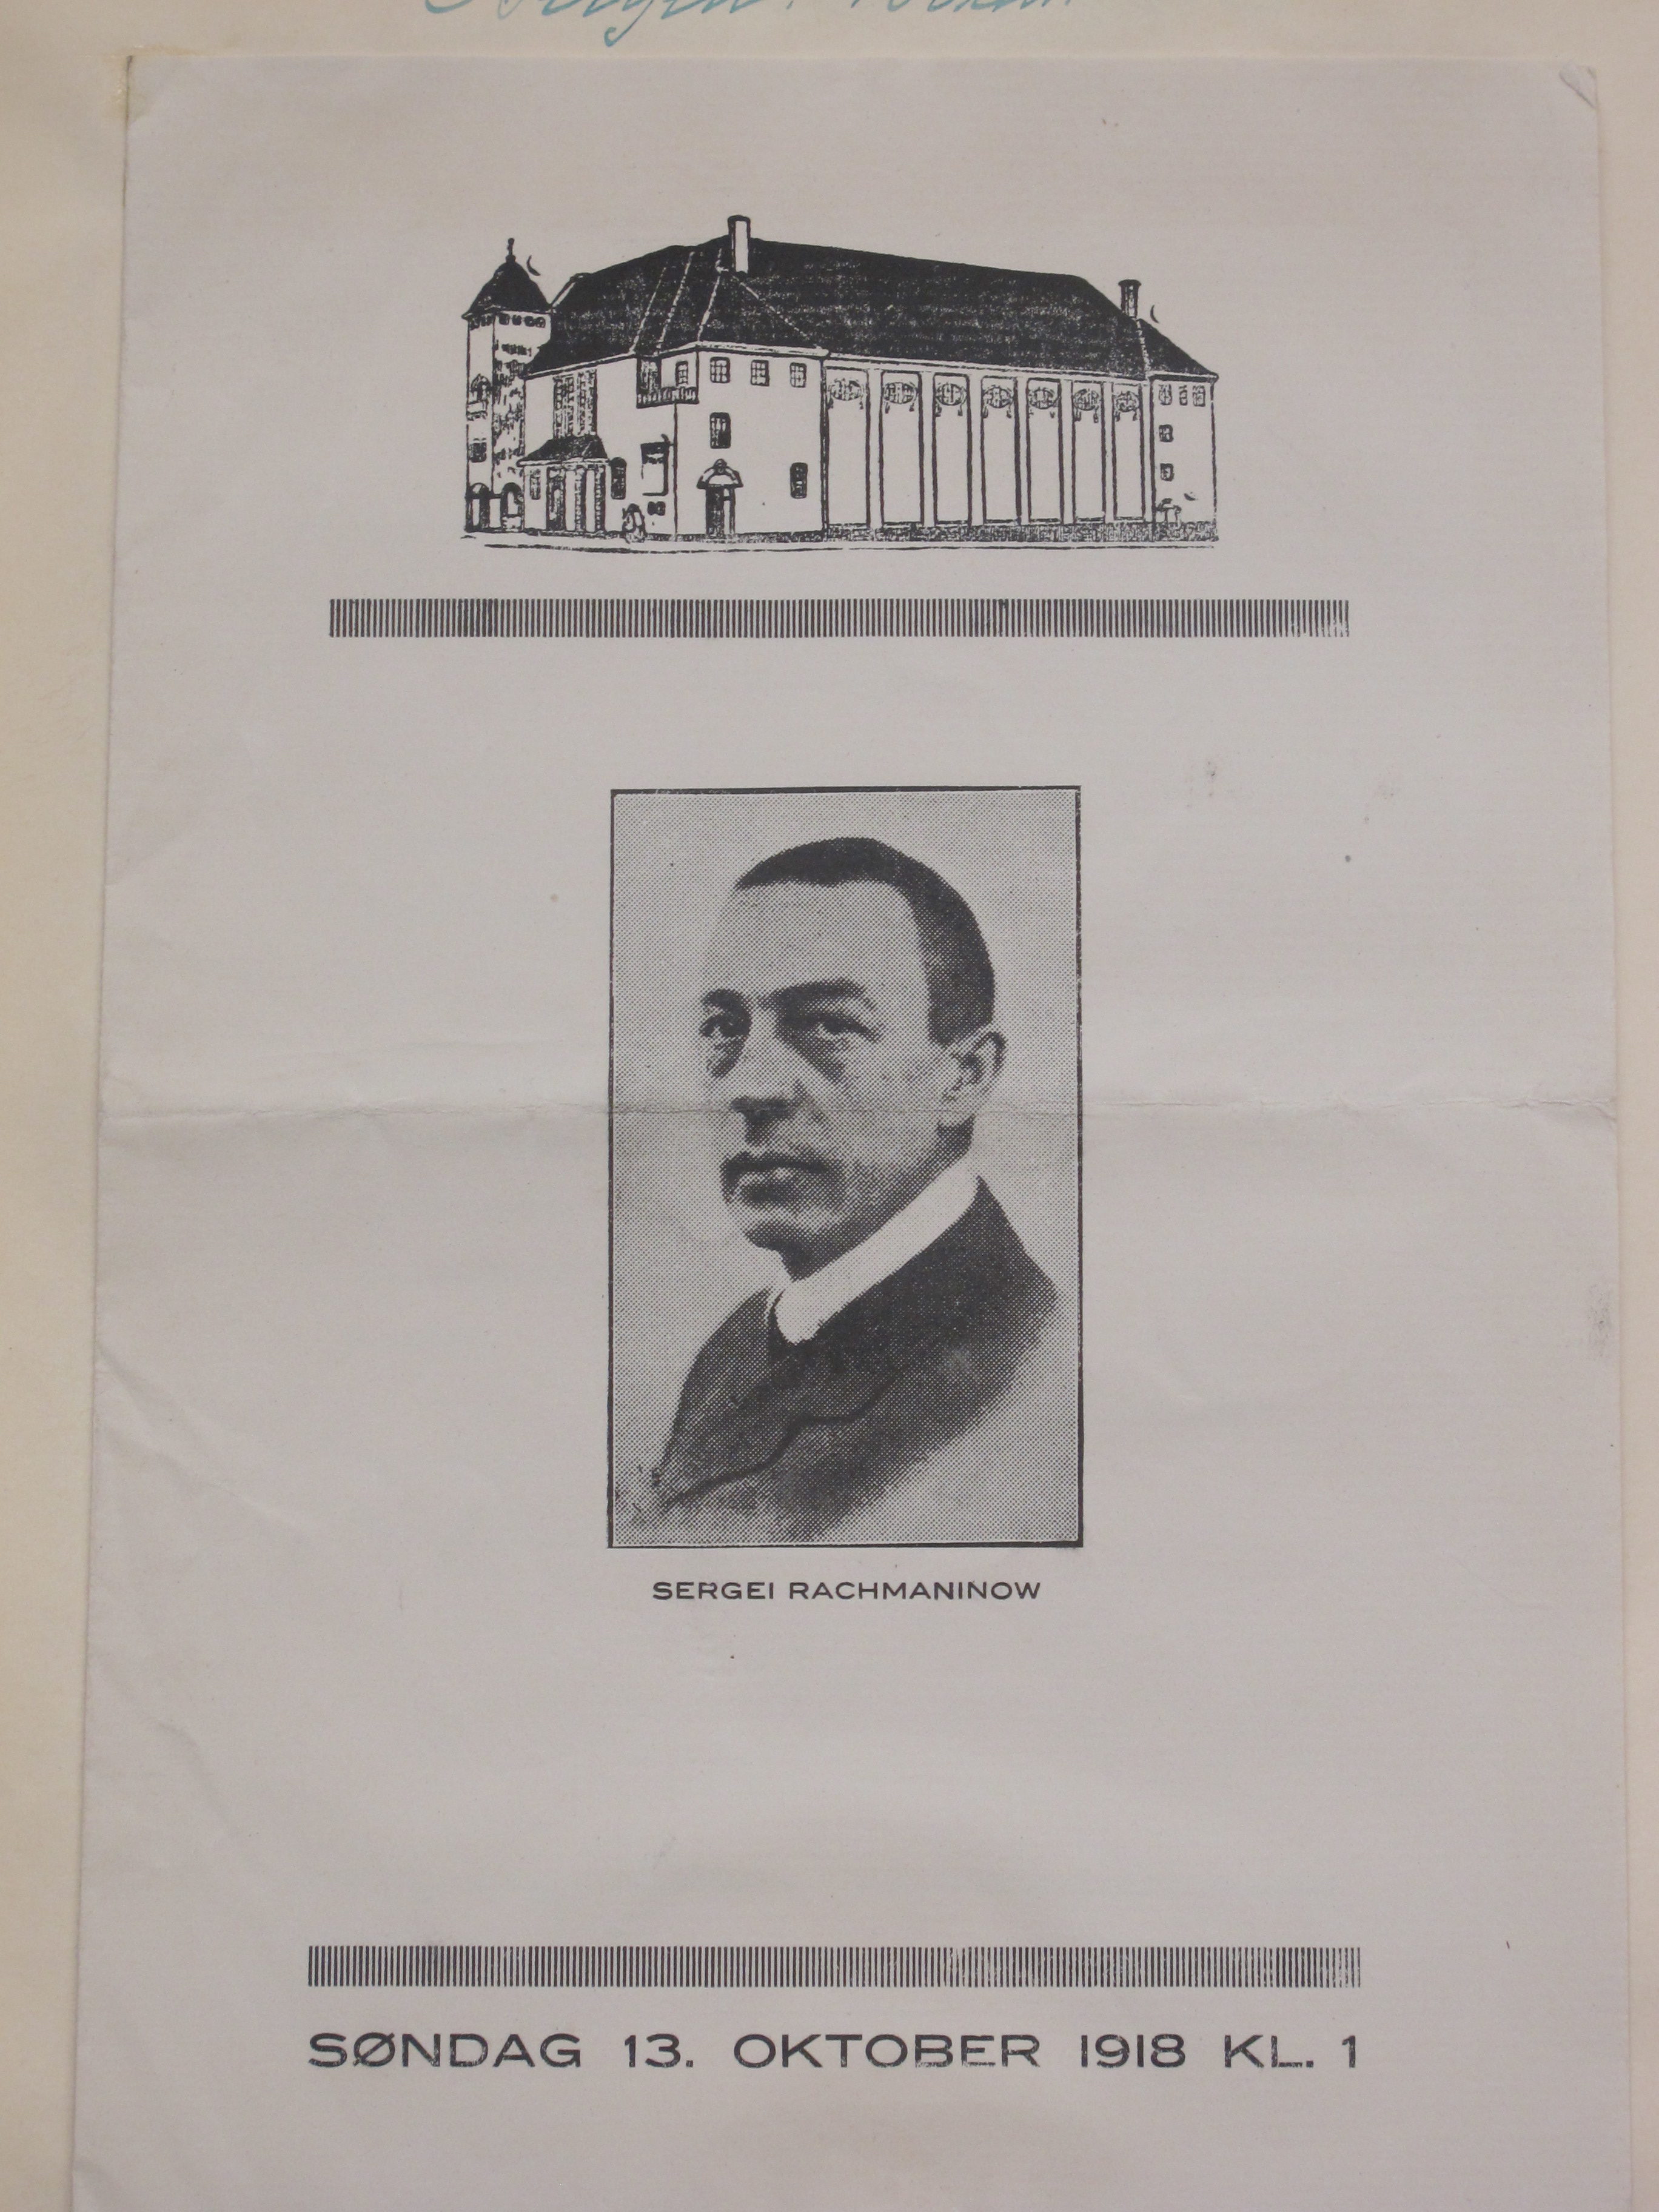 SERGEI RACHMANINOW
SØNDAG 13. OKTOBER 1918 KL. 1